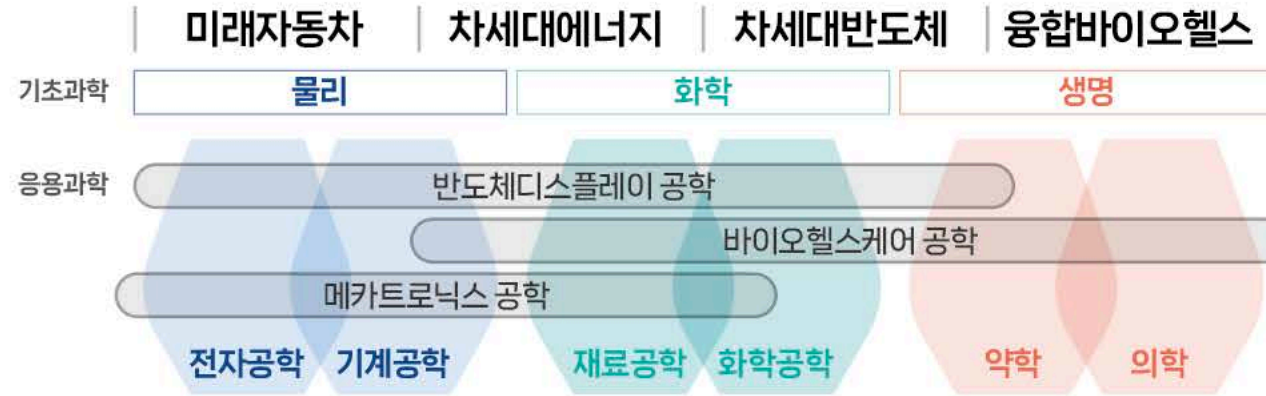 미래자동차 차세대에너지 차세대반도체 융합바이오헬스
기초과학 물리 화학 생명
응용과학 반도체디스플레이 공학
바이오헬스케어 공학
메카트로닉스 공학
전자공학 기계공학 재료공학 화학공학 약학 의학